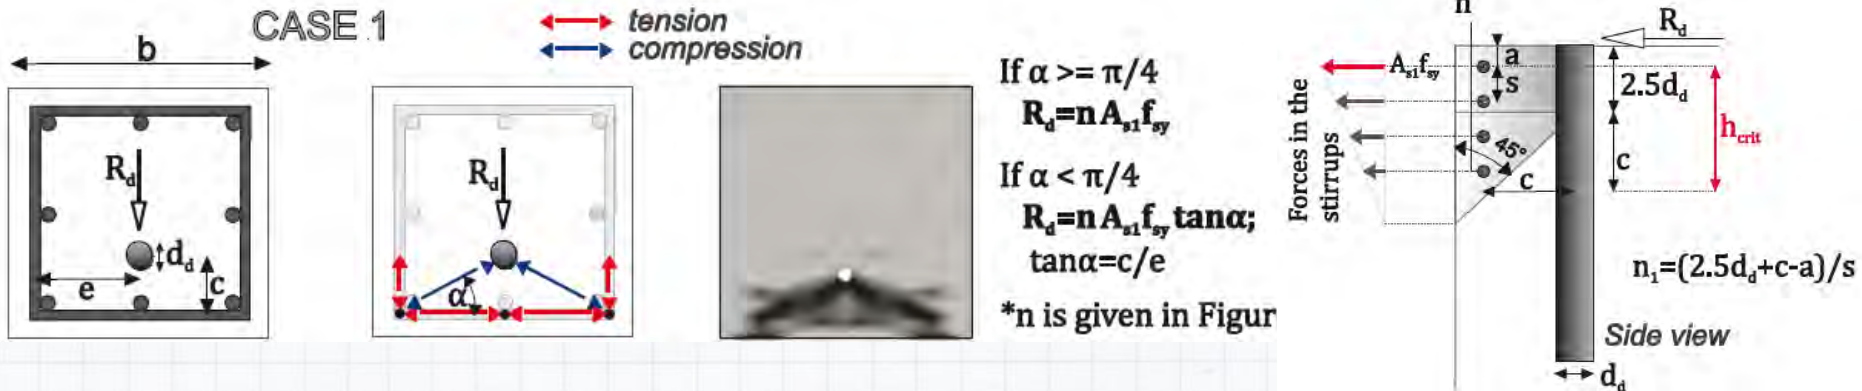 CASE 1
tension
compression
b
R_d
d_d
e
c
R_d
α
If α >= π/4
R_d=n A_s1 f_sy
If α < π/4
R_d=n A_s1 f_sy tanα;
tanα=c/e
*n is given in Figur
R_d
A_s1 f_sy
a
s
2.5d_d
h_crit
45°
c
c
Forces in the
stirrups
n_1=(2.5d_d+c-a)/s
Side view
d_d